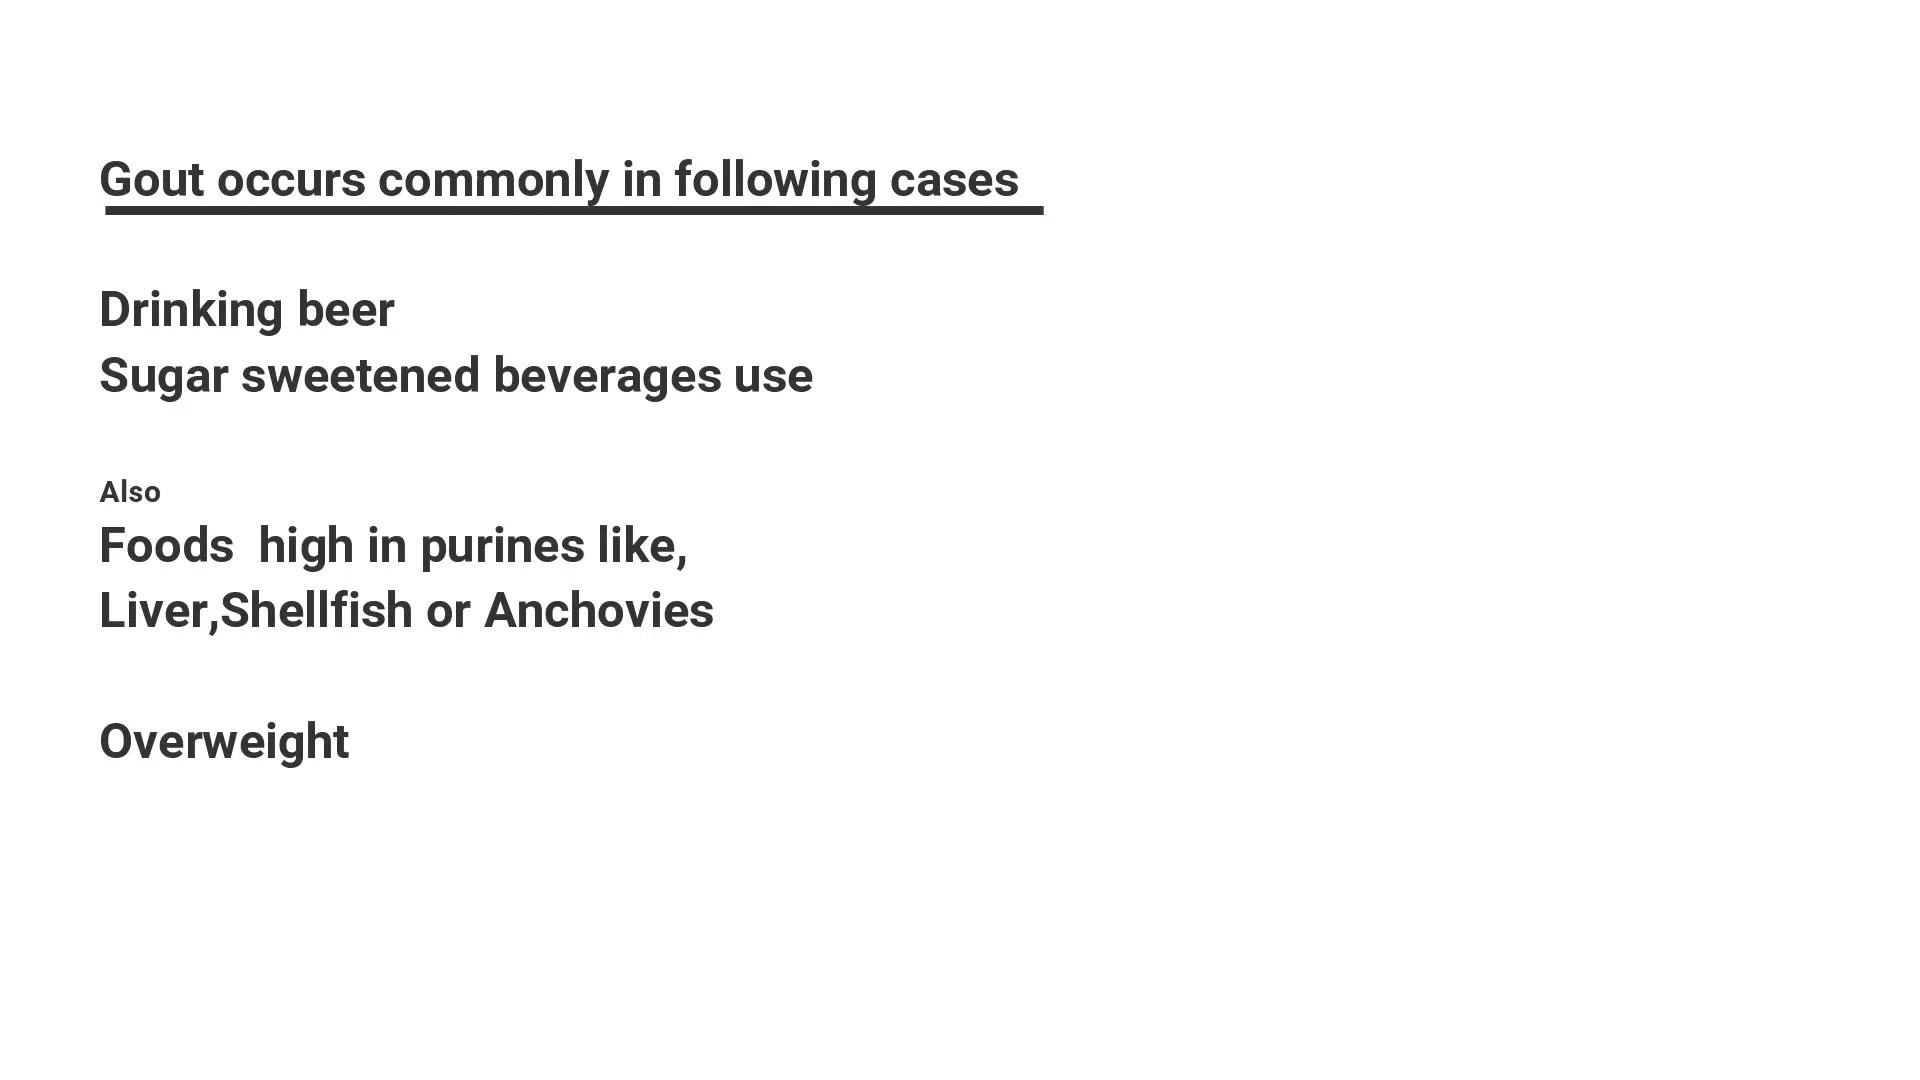 Gout occurs commonly in following cases
Drinking beer
Sugar sweetened beverages use
Also
Foods  high in purines like,
Liver,Shellfish or Anchovies
Overweight